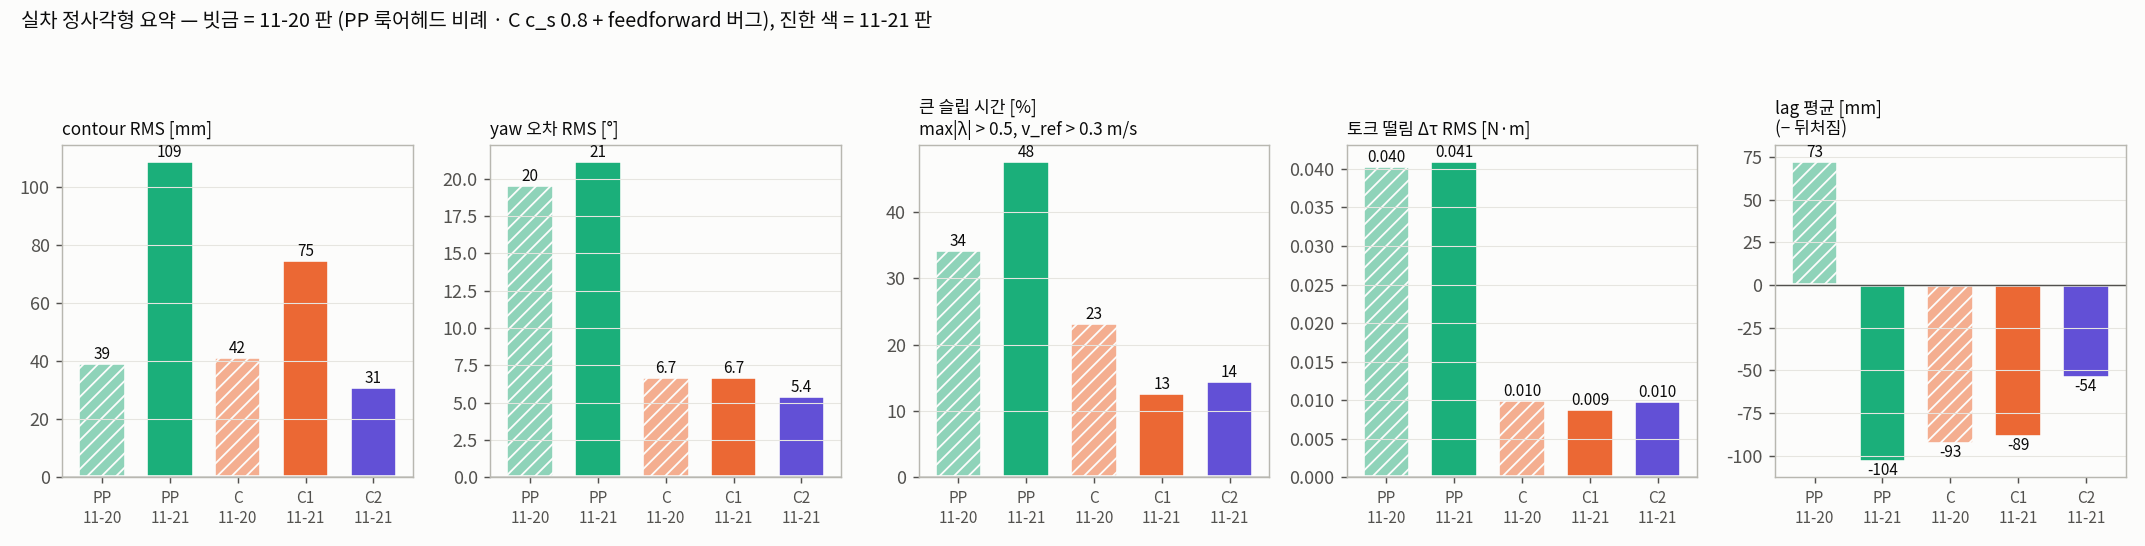 실차 정사각형 요약 — 빗금 = 11-20 판 (PP 룩어헤드 비례 · C c_s 0.8 + feedforward 버그), 진한 색 = 11-21 판
contour RMS [mm]
109
100
80
75
60
42
40
39
31
20
0
PP
11-20
PP
11-21
C
11-20
C1
11-21
C2
11-21
yaw 오차 RMS [°]
21
20
20.0
17.5
15.0
12.5
10.0
7.5
6.7
6.7
5.4
5.0
2.5
0.0
PP
11-20
PP
11-21
C
11-20
C1
11-21
C2
11-21
큰 슬립 시간 [%]
max|λ| > 0.5, v_ref > 0.3 m/s
48
40
34
30
23
20
14
13
10
0
PP
11-20
PP
11-21
C
11-20
C1
11-21
C2
11-21
토크 떨림 Δτ RMS [N·m]
0.040
0.041
0.040
0.035
0.030
0.025
0.020
0.015
0.010
0.010
0.009
0.010
0.005
0.000
PP
11-20
PP
11-21
C
11-20
C1
11-21
C2
11-21
lag 평균 [mm]
(− 뒤처짐)
73
75
50
25
0
-25
-50
-54
-75
-89
-93
-100
-104
PP
11-20
PP
11-21
C
11-20
C1
11-21
C2
11-21